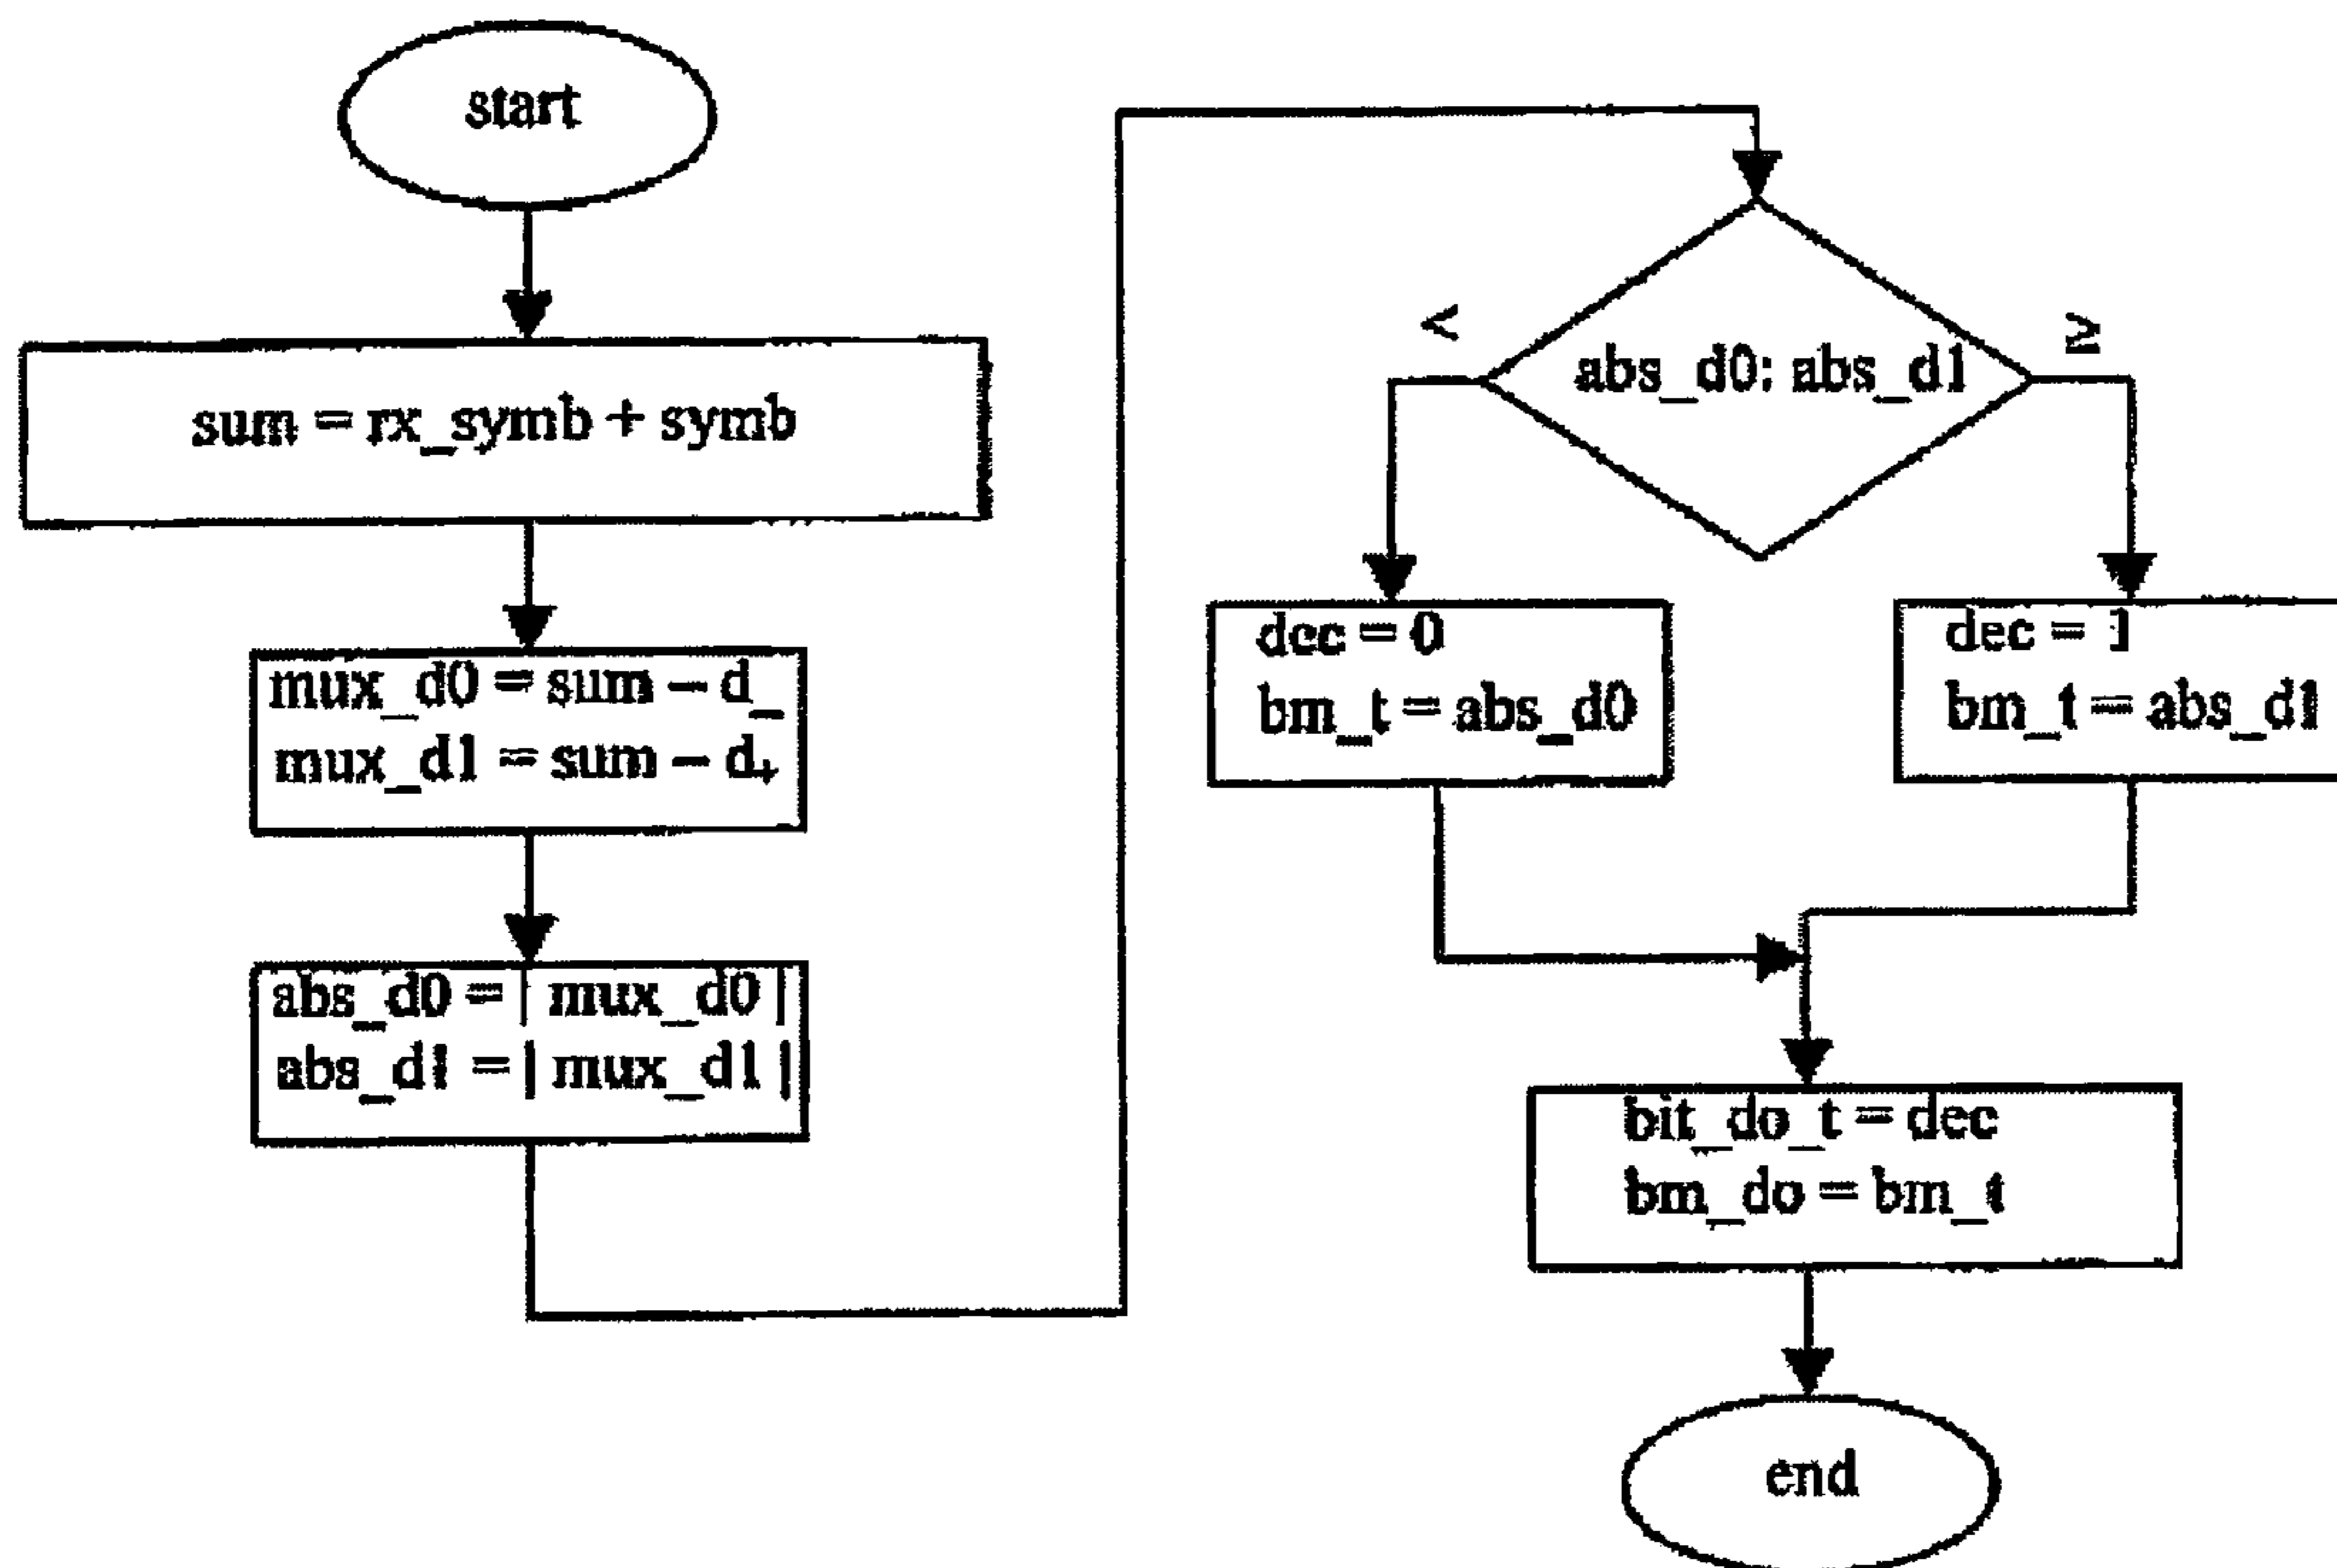 start
sum = rx_symb + symb
mux_d0 = sum – d_
mux_d1 = sum – d+
abs_d0 = | mux_d0 |
abs_d1 = | mux_d1 |
<
abs_d0: abs_d1
≥
dec = 0
bm_t = abs_d0
dec = 1
bm_t = abs_d1
bit_do_t = dec
bm_do = bm_t
end